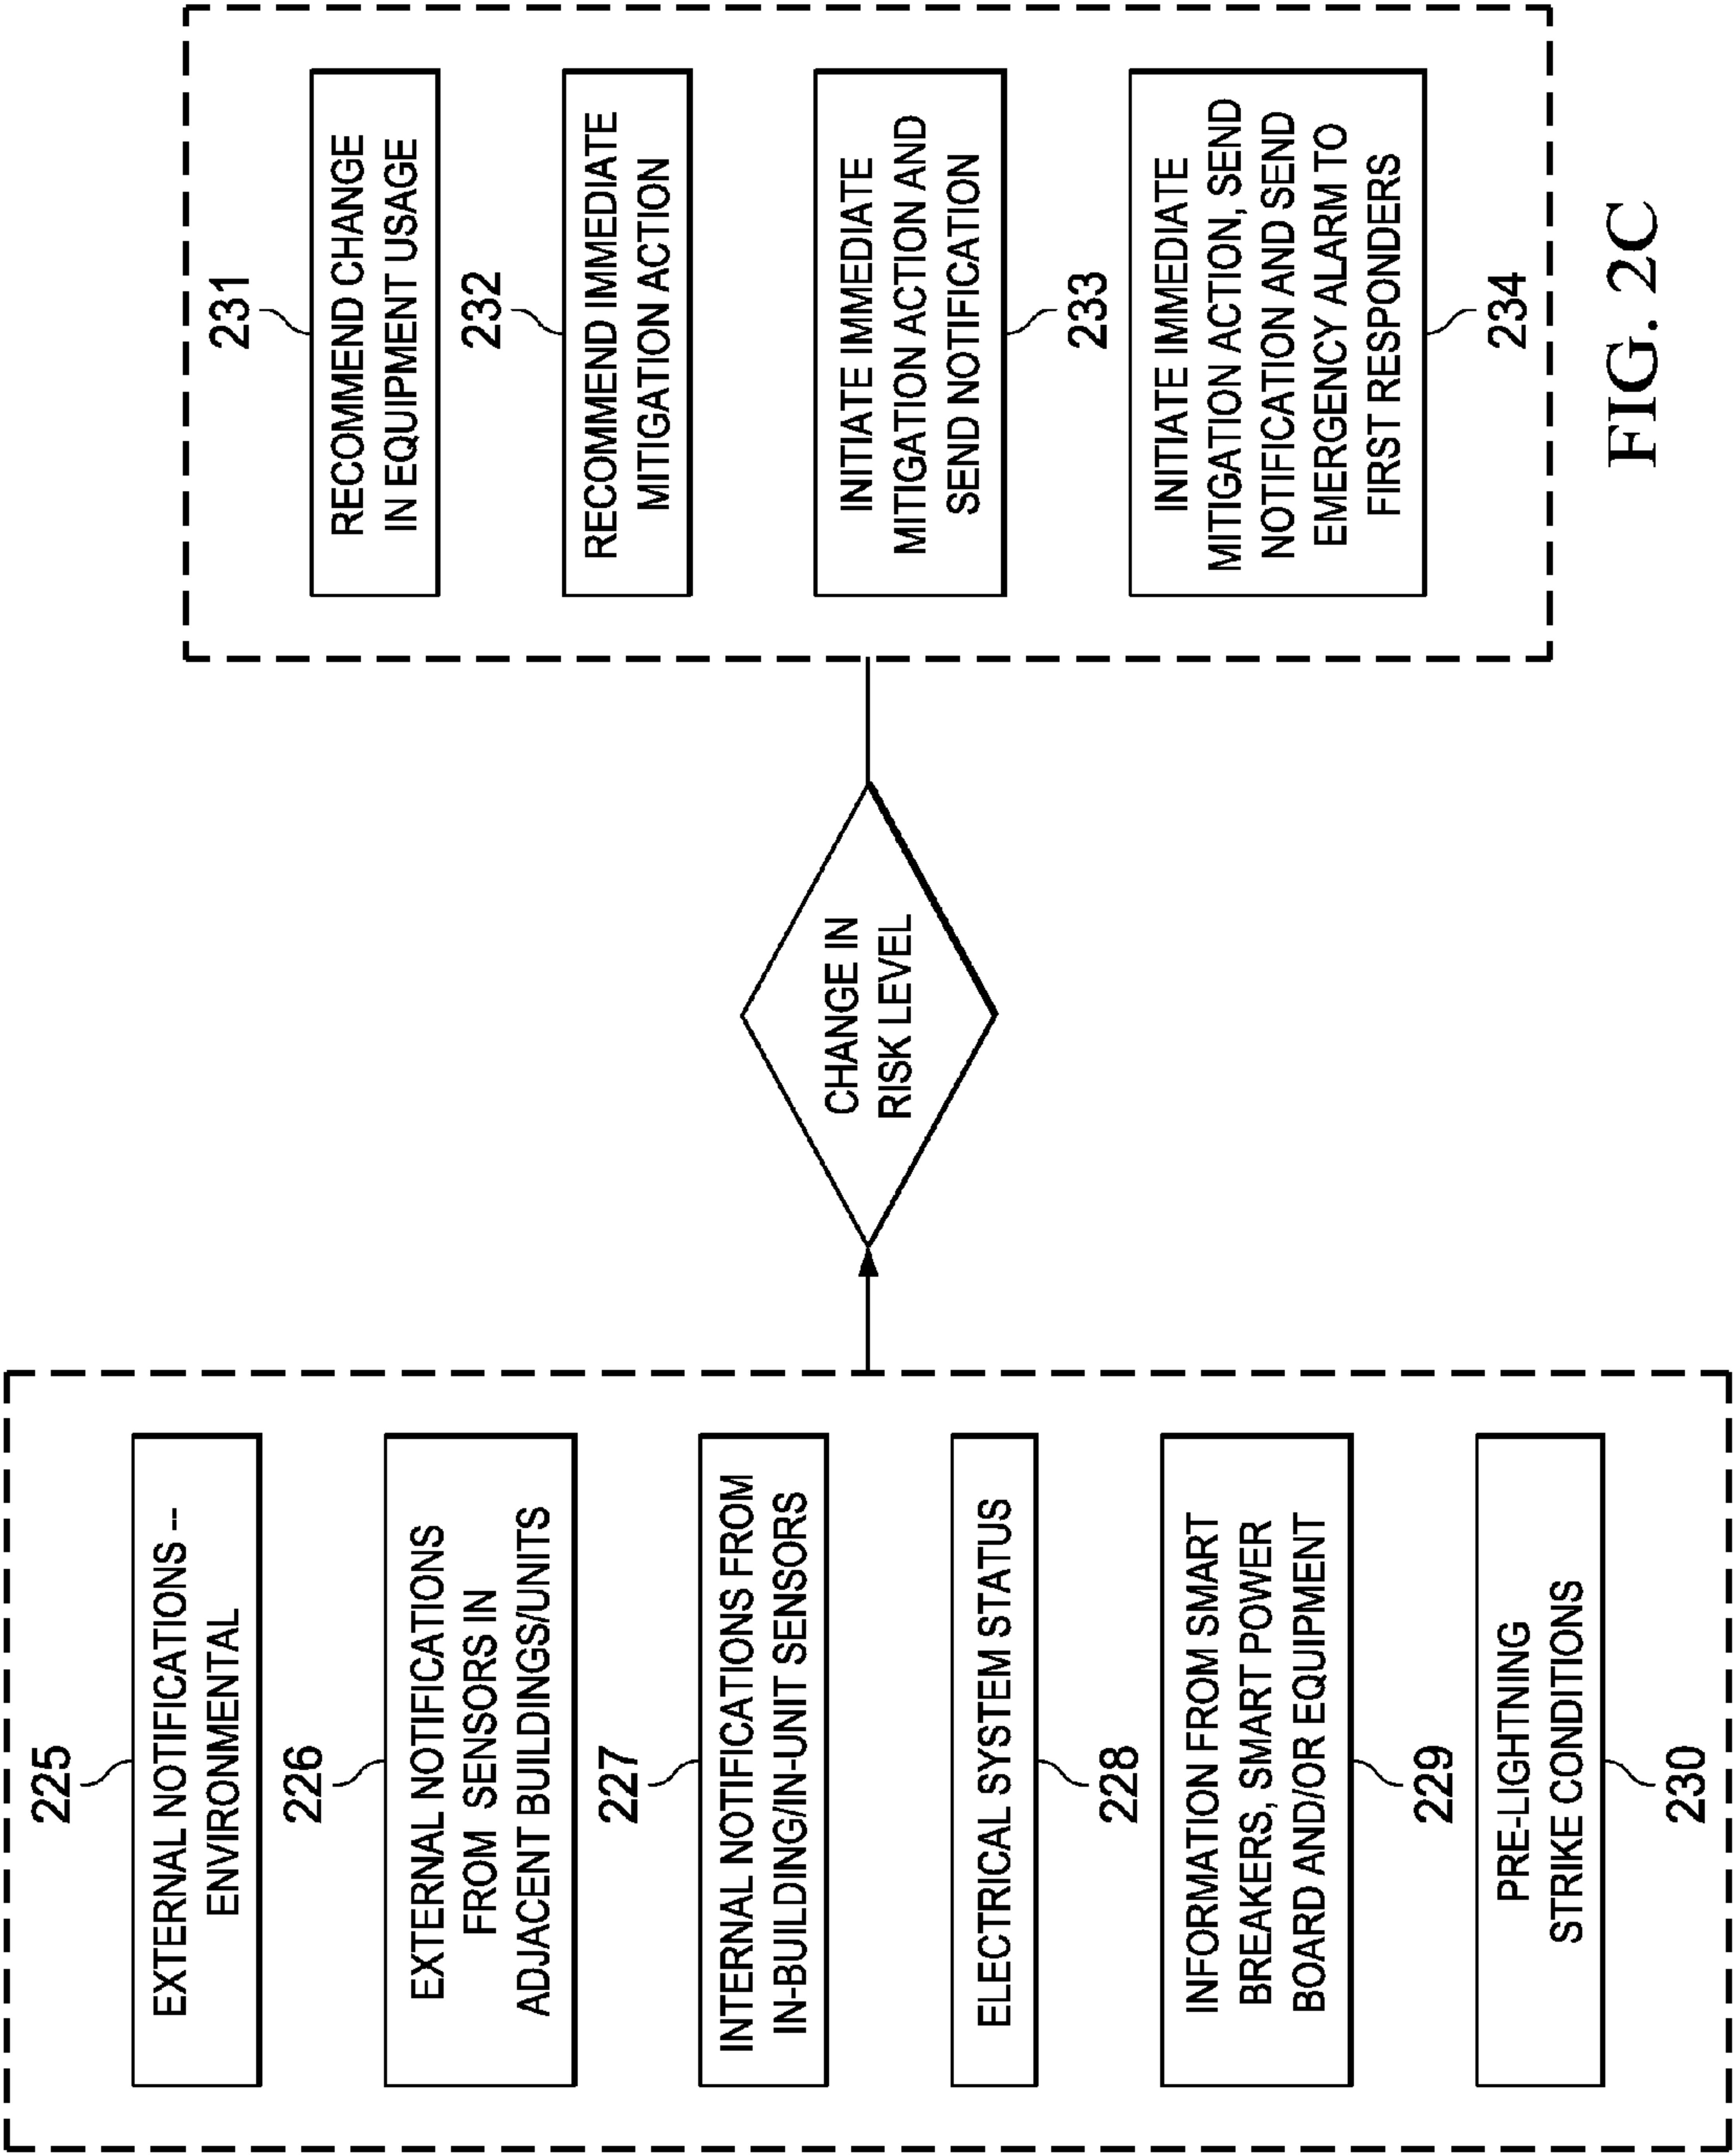 225
EXTERNAL NOTIFICATIONS --
ENVIRONMENTAL
226
EXTERNAL NOTIFICATIONS
FROM SENSORS IN
ADJACENT BUILDINGS/UNITS
227
INTERNAL NOTIFICATIONS FROM
IN-BUILDING/IN-UNIT SENSORS
ELECTRICAL SYSTEM STATUS
228
INFORMATION FROM SMART
BREAKERS, SMART POWER
BOARD AND/OR EQUIPMENT
229
PRE-LIGHTNING
STRIKE CONDITIONS
230
CHANGE IN
RISK LEVEL
231
RECOMMEND CHANGE
IN EQUIPMENT USAGE
232
RECOMMEND IMMEDIATE
MITIGATION ACTION
INITIATE IMMEDIATE
MITIGATION ACTION AND
SEND NOTIFICATION
233
INITIATE IMMEDIATE
MITIGATION ACTION, SEND
NOTIFICATION AND SEND
EMERGENCY ALARM TO
FIRST RESPONDERS
234
FIG. 2C